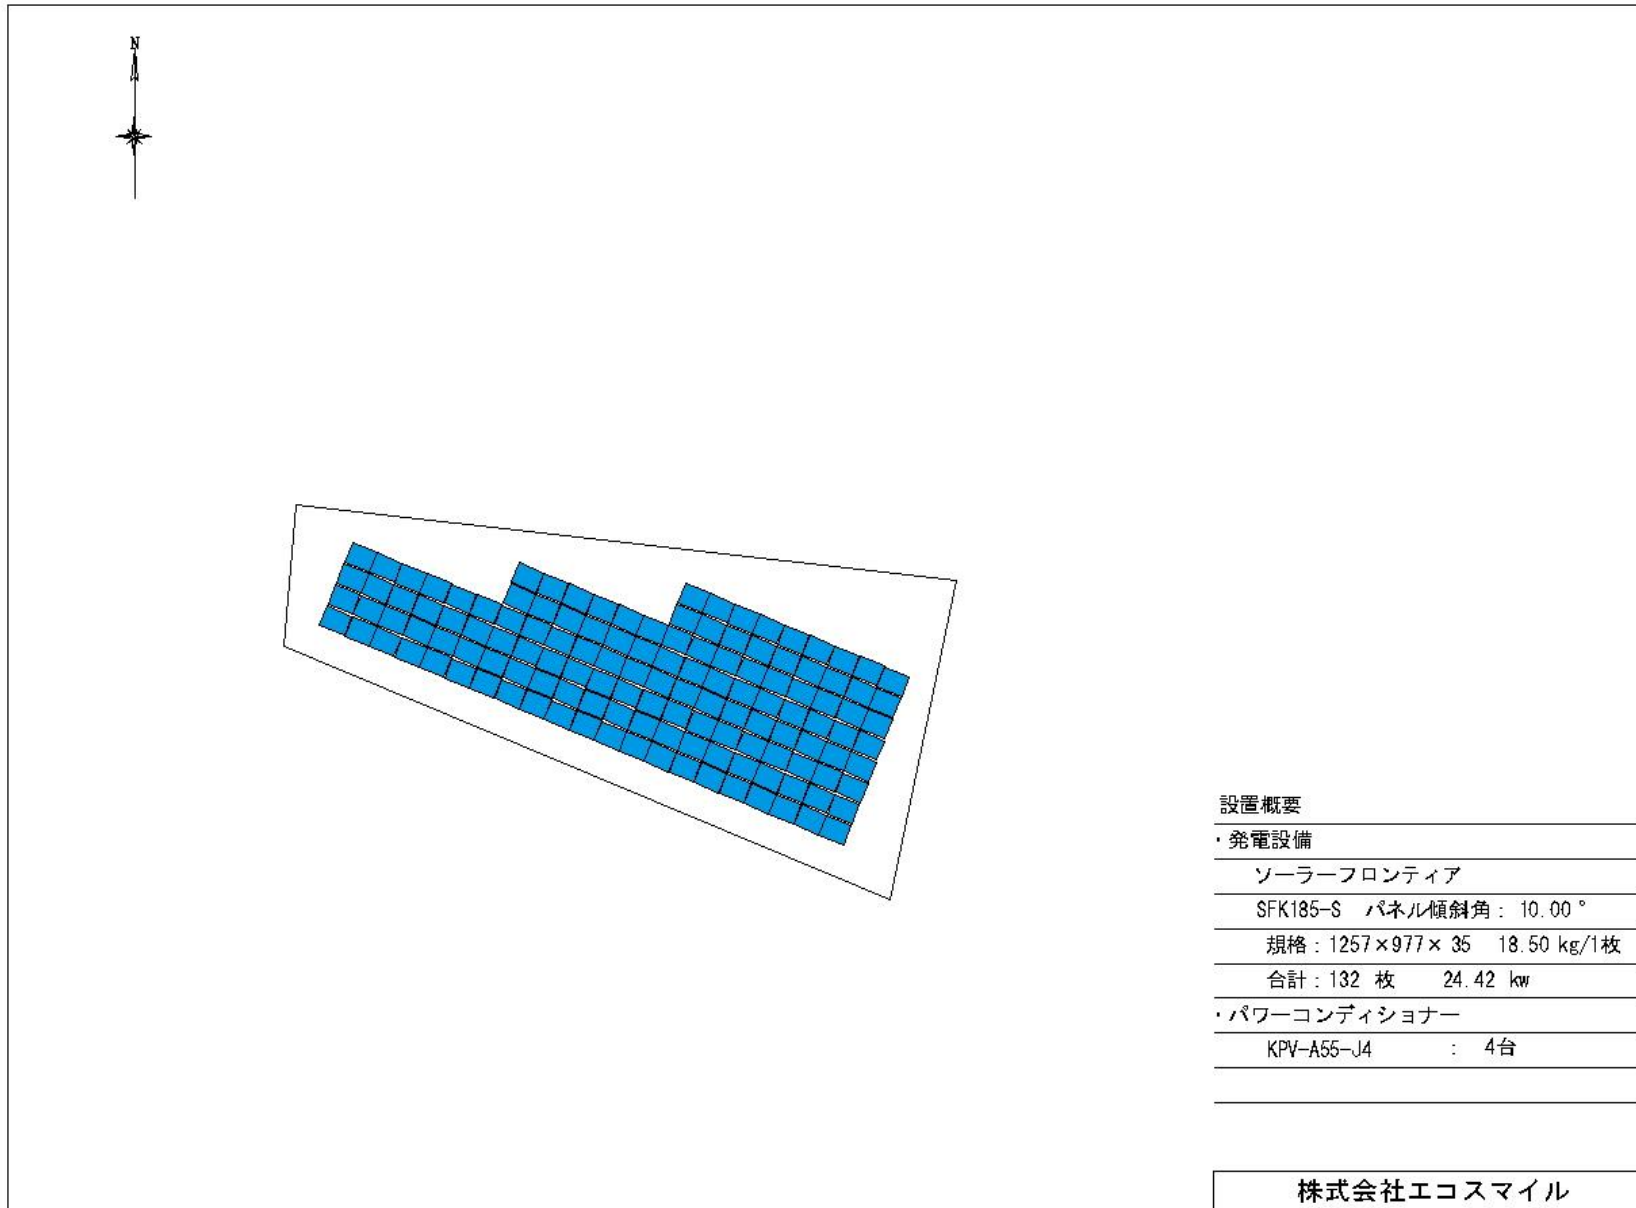 N
設置概要
・発電設備
ソーラーフロンティア
SFK185-S パネル傾斜角： 10.00 °
規格：1257×977× 35 18.50 kg/1枚
合計：132 枚 24.42 kw
・パワーコンディショナー
KPV-A55-J4 ： 4台
株式会社エコスマイル